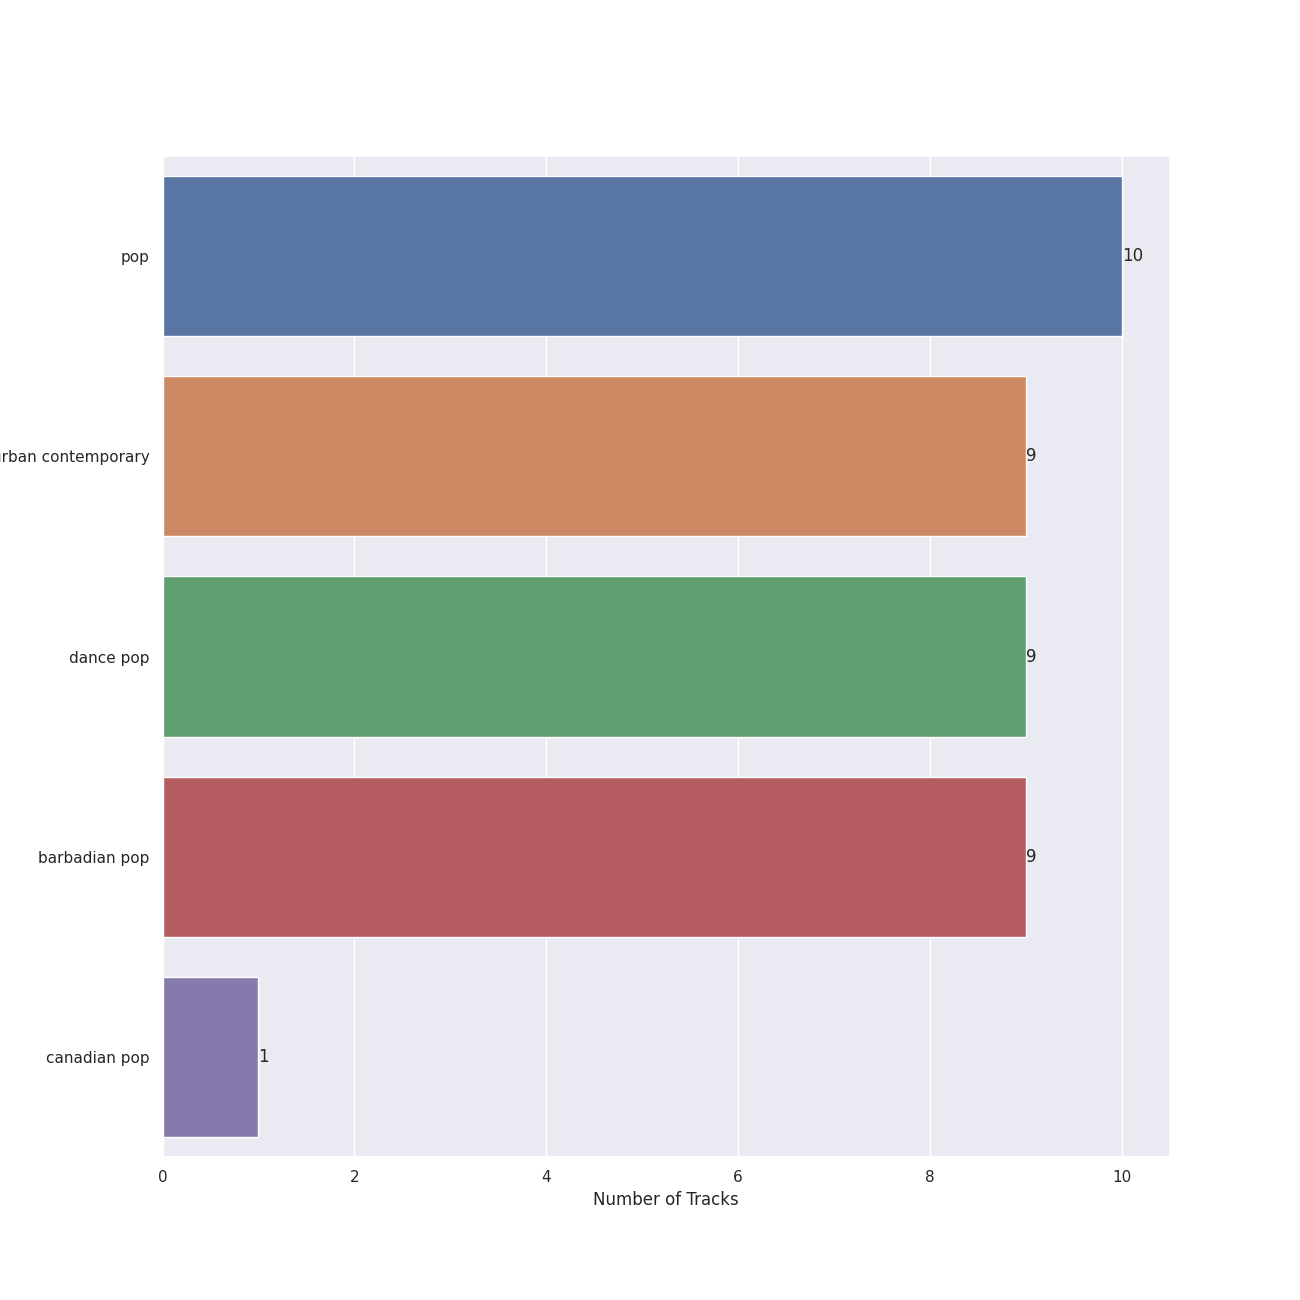 pop
10
urban contemporary
9
dance pop
9
barbadian pop
9
canadian pop
1
0 2 4 6 8 10
Number of Tracks